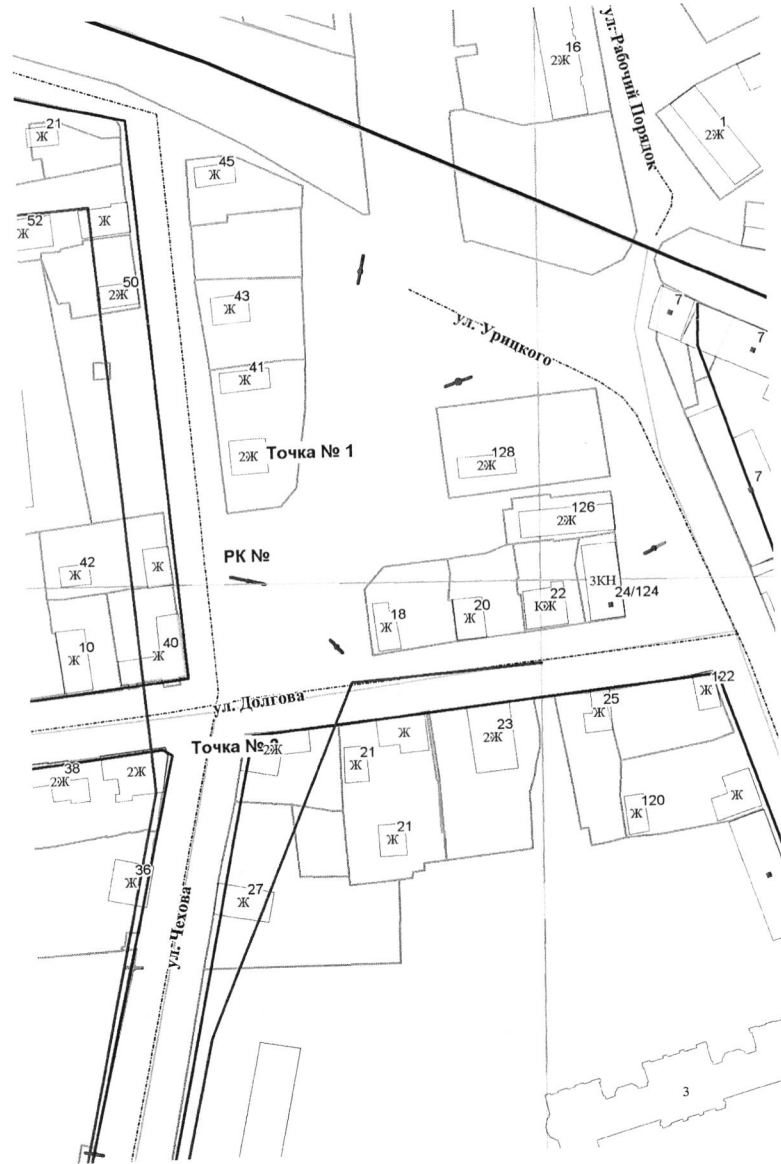 16
2Ж
ул. Рабочий Порядок
1
2Ж
21
Ж
45
Ж
52
Ж
Ж
50
2Ж
43
Ж
7
ул. Урицкого
7
41
Ж
2Ж
Точка № 1
128
2Ж
7
126
2Ж
РК №
42
Ж
Ж
3КН
24/124
22
КЖ
20
Ж
18
Ж
10
Ж
40
Ж
122
Ж
ул. Долгова
25
Ж
23
2Ж
Ж
Точка №
2Ж
21
Ж
38
2Ж
2Ж
120
Ж
Ж
21
Ж
36
Ж
27
Ж
ул. Чехова
3